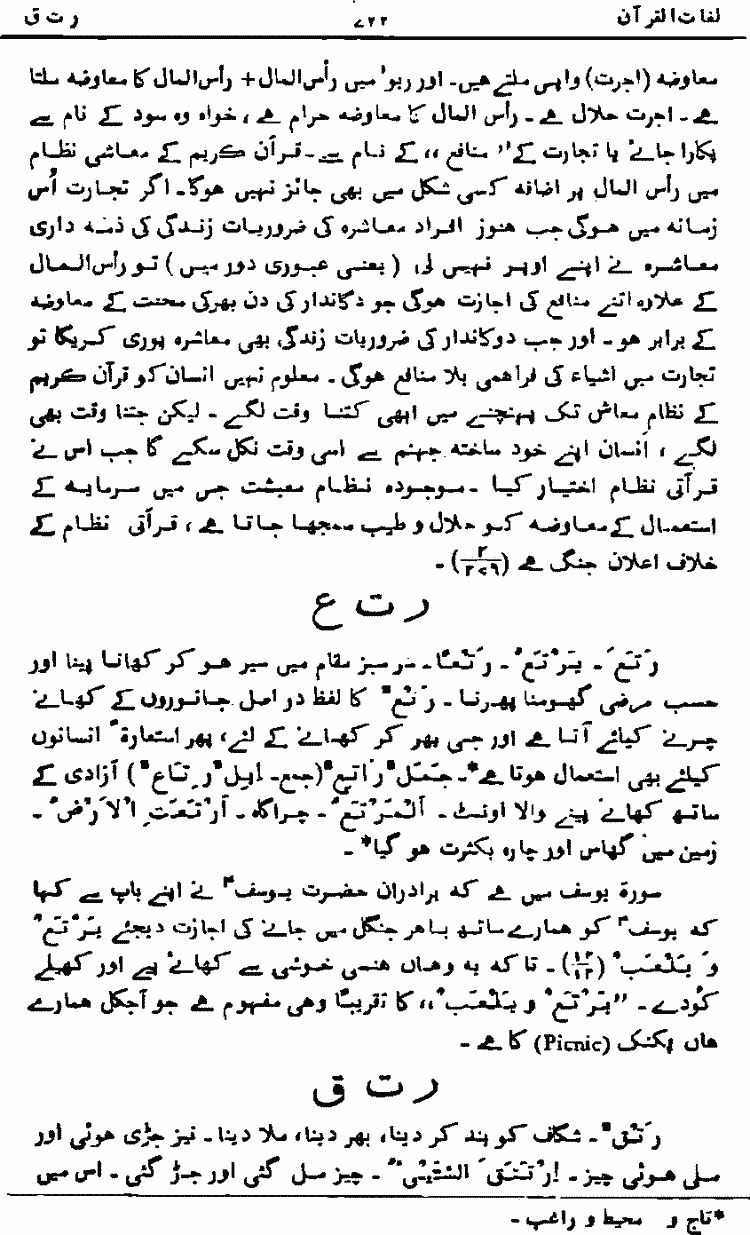 لغات القرآن ۷۲۲ ر ت ق
معاوضہ (اجرت) واپس ملتے ہیں۔ اور ربوٰ میں رأس المال + رأس المال کا معاوضہ ملتا
ہے۔ اجرت حلال ہے۔ رأس المال کا معاوضہ حرام ہے، خواہ وہ سود کے نام سے
پکارا جائے یا تجارت کے ”منافع“ کے نام سے۔ قرآن کریم کے معاشی نظام
میں رأس المال پر اضافہ کسی شکل میں بھی جائز نہیں ہوگا۔ اگر تجارت اُس
زمانہ میں ہوگی جب ہنوز افراد معاشرہ کی ضروریات زندگی کی ذمہ داری
معاشرہ نے اپنے اوپر نہیں لی (یعنی عبوری دور میں) تو رأس المال
کے علاوہ اتنے منافع کی اجازت ہوگی جو دکاندار کی دن بھر کی محنت کے معاوضہ
کے برابر ہو۔ اور جب دوکاندار کی ضروریات زندگی بھی معاشرہ پوری کریگا تو
تجارت میں اشیاء کی فراہمی بلا منافع ہوگی۔ معلوم نہیں انسان کو قرآن کریم
کے نظام معاش تک پہنچنے میں ابھی کتنا وقت لگے۔ لیکن جتنا وقت بھی
لگے، انسان اپنے خود ساختہ جہنم سے اسی وقت نکل سکے گا جب اس نے
قرآنی نظام اختیار کیا۔ موجودہ نظام معیشت جس میں سرمایہ کے
استعمال کے معاوضہ کو حلال و طیب سمجھا جاتا ہے، قرآنی نظام کے
خلاف اعلان جنگ ہے (۲/۲۷۹)۔
ر ت ع
رَتَعَ۔ یَرْتَعُ۔ رَتْعًا۔ سر سبز مقام میں سیر ہو کر کھانا پینا اور
حسب مرضی گھومنا پھرنا۔ رَتْعٌ کا لفظ در اصل جانوروں کے کھانے
چرنے کیلئے آتا ہے اور جی بھر کر کھانے کے لئے، پھر استعارةً انسانوں
کیلئے بھی استعمال ہوتا ہے*۔ جَمَلٌ رَاتِعٌ (جمع۔ اِبِلٌ رِتَاعٌ) آزادی کے
ساتھ کھانے پینے والا اونٹ۔ اَلْمَرْتَعُ۔ چراگاہ۔ اَرْتَعَتِ الْاَرْضُ۔
زمین میں گھاس اور چارہ بکثرت ہو گیا*۔
سورة یوسف میں ہے کہ برادران حضرت یوسفؑ نے اپنے باپ سے کہا
کہ یوسفؑ کو ہمارے ساتھ باہر جنگل میں جانے کی اجازت دیجئے یَرْتَعْ
وَ یَلْعَبْ (۱۲/۱۲)۔ تا کہ یہ وہاں ہنسی خوشی سے کھائے پیے اور کھیلے
کودے۔ ”یَرْتَعْ و یَلْعَبْ“ کا تقریباً وہی مفہوم ہے جو آجکل ہمارے
ہاں پکنک (Picnic) کا ہے۔
ر ت ق
رَتْقٌ۔ شگاف کو بند کر دینا، بھر دینا، ملا دینا۔ نیز جڑی ہوئی اور
ملی ہوئی چیز۔ اِرْتَتَقَ الشَّیْئُ۔ چیز مل گئی اور جڑ گئی۔ اس میں
*تاج و محیط و راغب۔